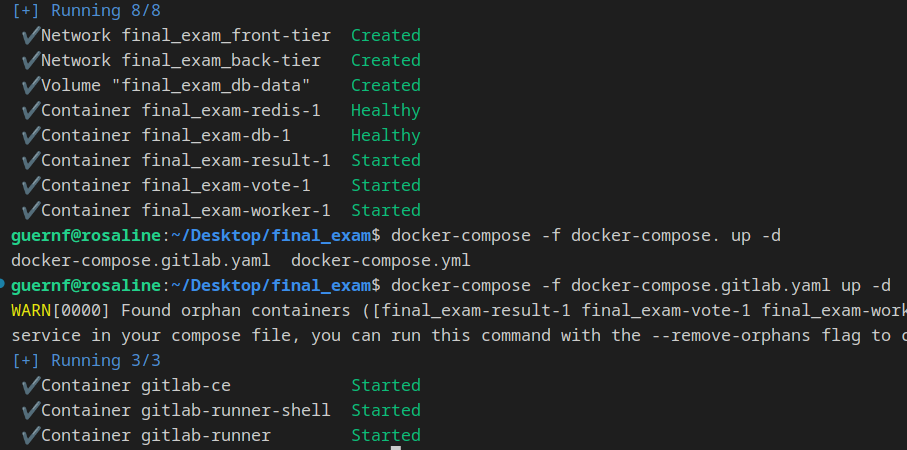 [+] Running 8/8
✔Network final_exam_front-tier Created
✔Network final_exam_back-tier Created
✔Volume "final_exam_db-data" Created
✔Container final_exam-redis-1 Healthy
✔Container final_exam-db-1 Healthy
✔Container final_exam-result-1 Started
✔Container final_exam-vote-1 Started
✔Container final_exam-worker-1 Started
guernf@rosaline:~/Desktop/final_exam$ docker-compose -f docker-compose. up -d
docker-compose.gitlab.yaml docker-compose.yml
guernf@rosaline:~/Desktop/final_exam$ docker-compose -f docker-compose.gitlab.yaml up -d
WARN[0000] Found orphan containers ([final_exam-result-1 final_exam-vote-1 final_exam-work
service in your compose file, you can run this command with the --remove-orphans flag to c
[+] Running 3/3
✔Container gitlab-ce Started
✔Container gitlab-runner-shell Started
✔Container gitlab-runner Started